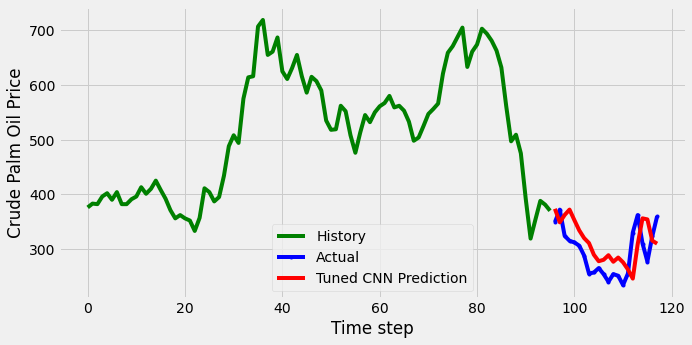 Crude Palm Oil Price
700
600
500
400
300
History
Actual
Tuned CNN Prediction
0 20 40 60 80 100 120
Time step